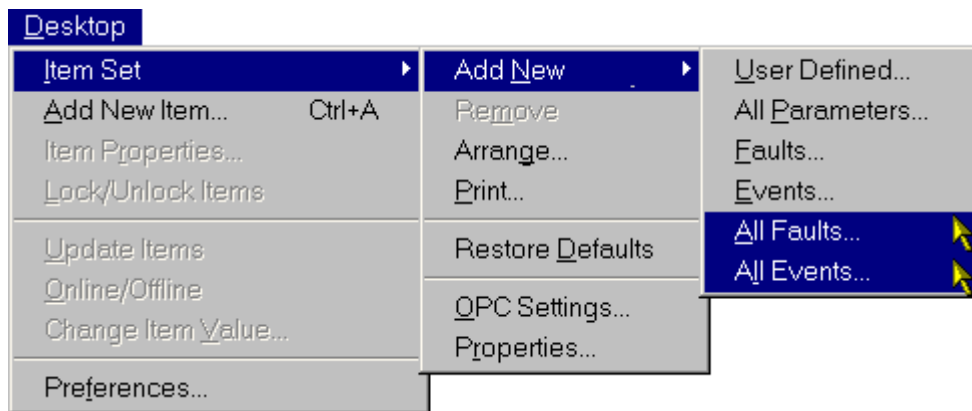 Desktop
Item Set
Add New Item... Ctrl+A
Item Properties...
Lock/Unlock Items
Update Items
Online/Offline
Change Item Value...
Preferences...
Add New
Remove
Arrange...
Print...
Restore Defaults
OPC Settings...
Properties...
User Defined...
All Parameters...
Faults...
Events...
All Faults...
All Events...